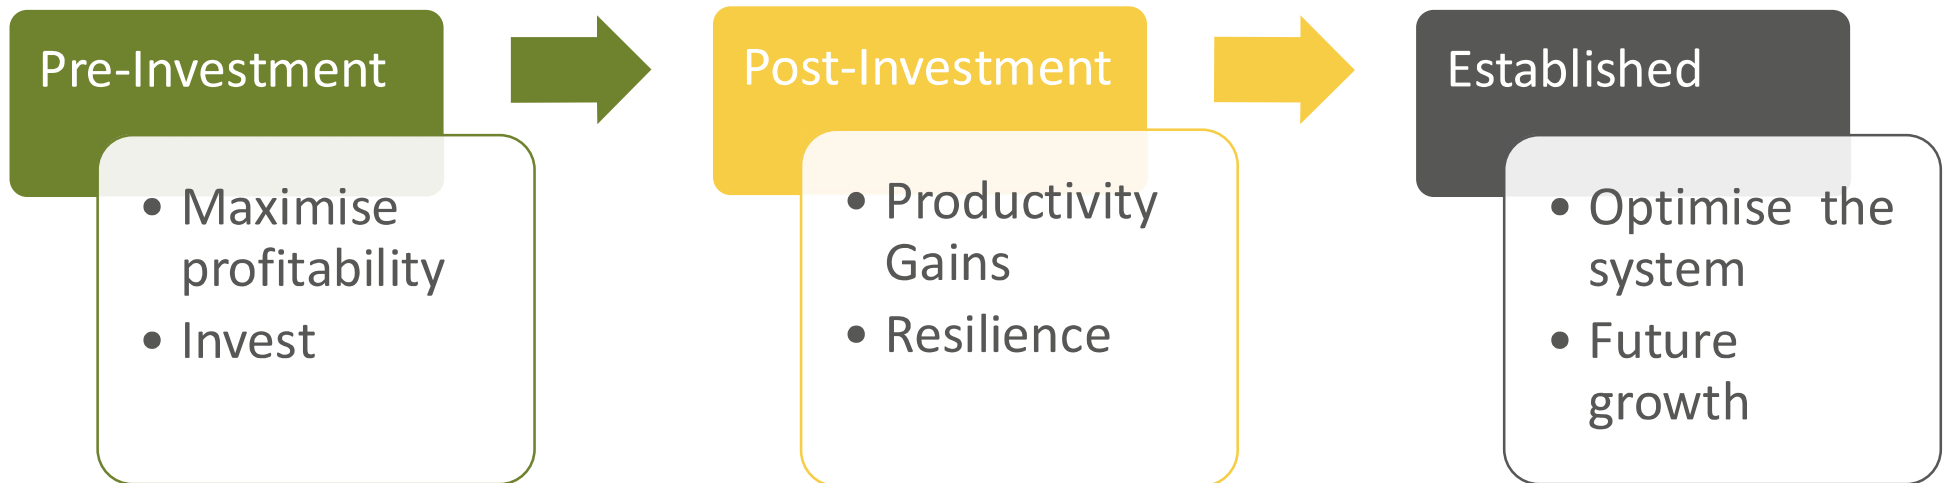 Pre-Investment
• Maximise
profitability
• Invest
Post-Investment
• Productivity
Gains
• Resilience
Established
• Optimise the
system
• Future
growth